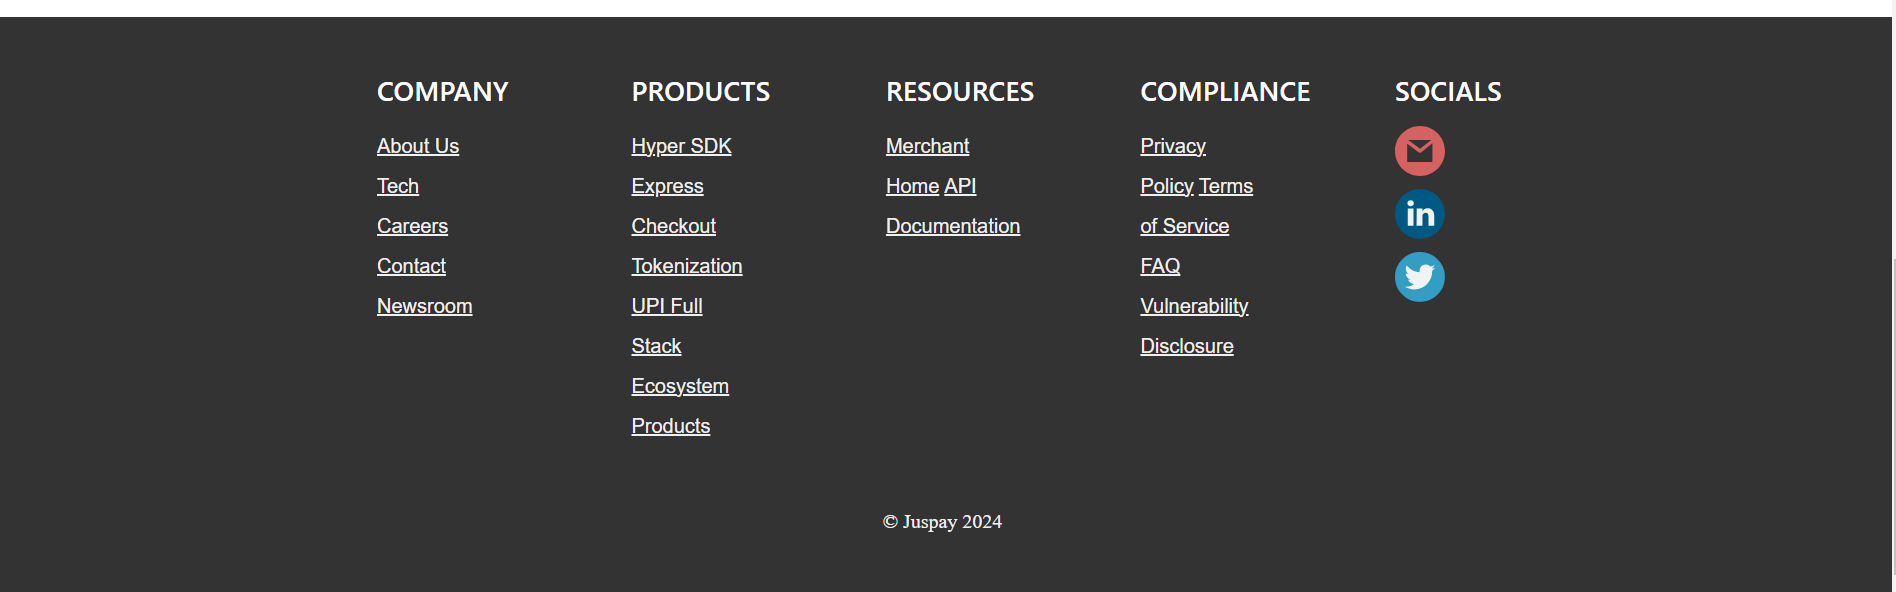 COMPANY
About Us
Tech
Careers
Contact
Newsroom
PRODUCTS
Hyper SDK
Express
Checkout
Tokenization
UPI Full
Stack
Ecosystem
Products
RESOURCES
Merchant
Home API
Documentation
COMPLIANCE
Privacy
Policy Terms
of Service
FAQ
Vulnerability
Disclosure
SOCIALS
in
© Juspay 2024